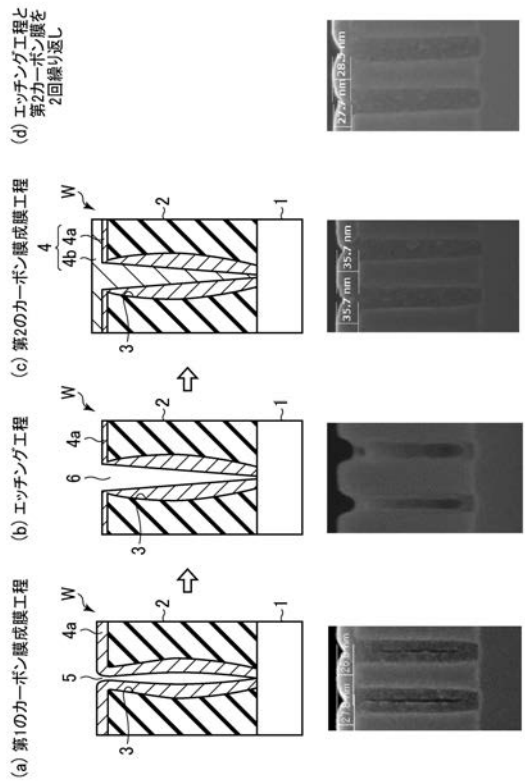 (a) 第1のカーボン膜成膜工程
(b) エッチング工程
(c) 第2のカーボン膜成膜工程
(d) エッチング工程と
第2カーボン膜を
2回繰り返し
W
4a
5
3
2
1
W
4a
6
3
2
1
W
4
4b 4a
3
2
1
35.7 nm 35.7 nm
27.7 nm 28.5 nm